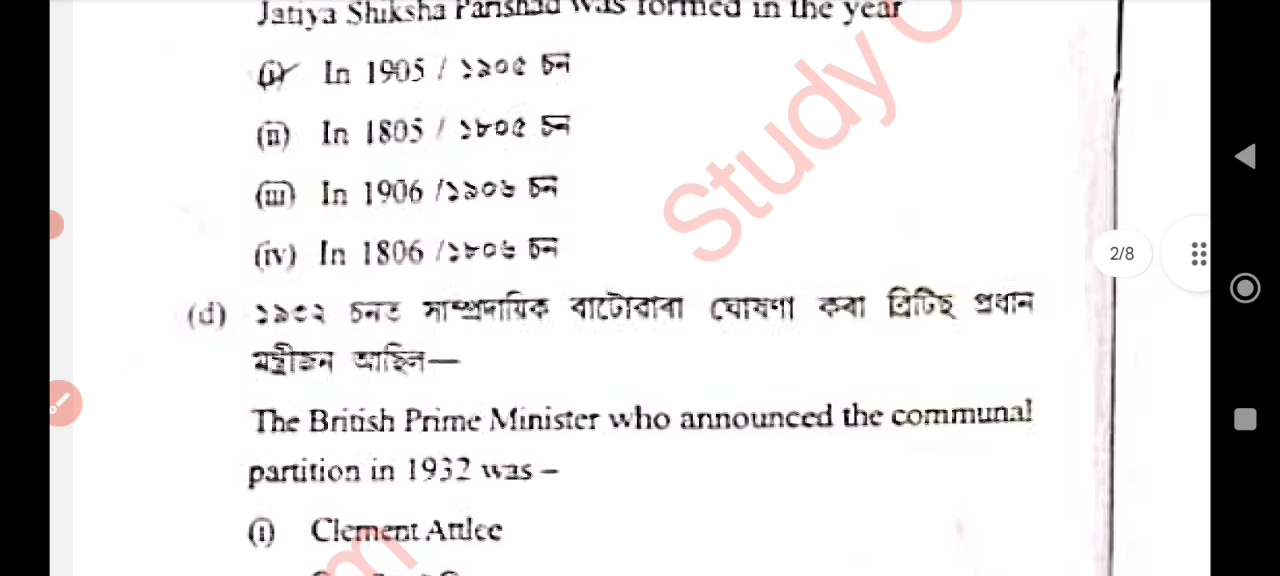 Jatiya Shiksha Parishad was formed in the year
(i) In 1905 / ১৯০৫ চন
(ii) In 1805 / ১৮০৫ চন
(iii) In 1906 /১৯০৬ চন
(iv) In 1806 /১৮০৬ চন
(d) ১৯৩২ চনত সাম্প্ৰদায়িক বাটোৱাৰা ঘোষণা কৰা ব্ৰিটিছ প্ৰধান
মন্ত্ৰীজন আছিল—
The British Prime Minister who announced the communal
partition in 1932 was –
(i) Clement Attlee
Study
2/8